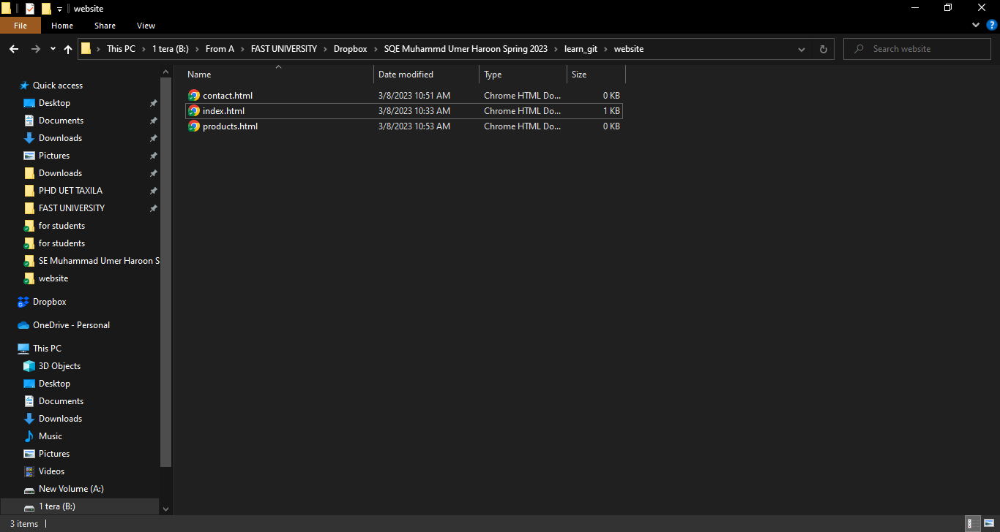 website
File Home Share View
This PC > 1 tera (B:) > From A > FAST UNIVERSITY > Dropbox > SQE Muhammd Umer Haroon Spring 2023 > learn_git > website
Search website
Quick access
Desktop
Documents
Downloads
Pictures
Downloads
PHD UET TAXILA
FAST UNIVERSITY
for students
for students
SE Muhammad Umer Haroon S
website
Dropbox
OneDrive - Personal
This PC
3D Objects
Desktop
Documents
Downloads
Music
Pictures
Videos
New Volume (A:)
1 tera (B:)
Name Date modified Type Size
contact.html 3/8/2023 10:51 AM Chrome HTML Do... 0 KB
index.html 3/8/2023 10:33 AM Chrome HTML Do... 1 KB
products.html 3/8/2023 10:53 AM Chrome HTML Do... 0 KB
3 items